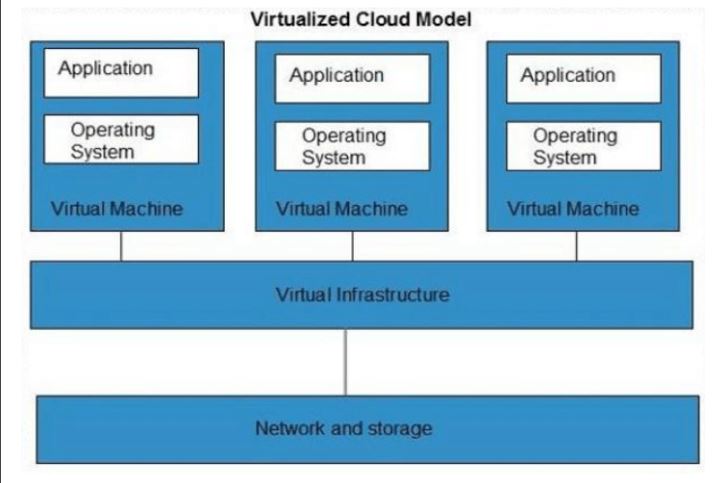 Virtualized Cloud Model
Application
Operating
System
Virtual Machine
Application
Operating
System
Virtual Machine
Application
Operating
System
Virtual Machine
Virtual Infrastructure
Network and storage